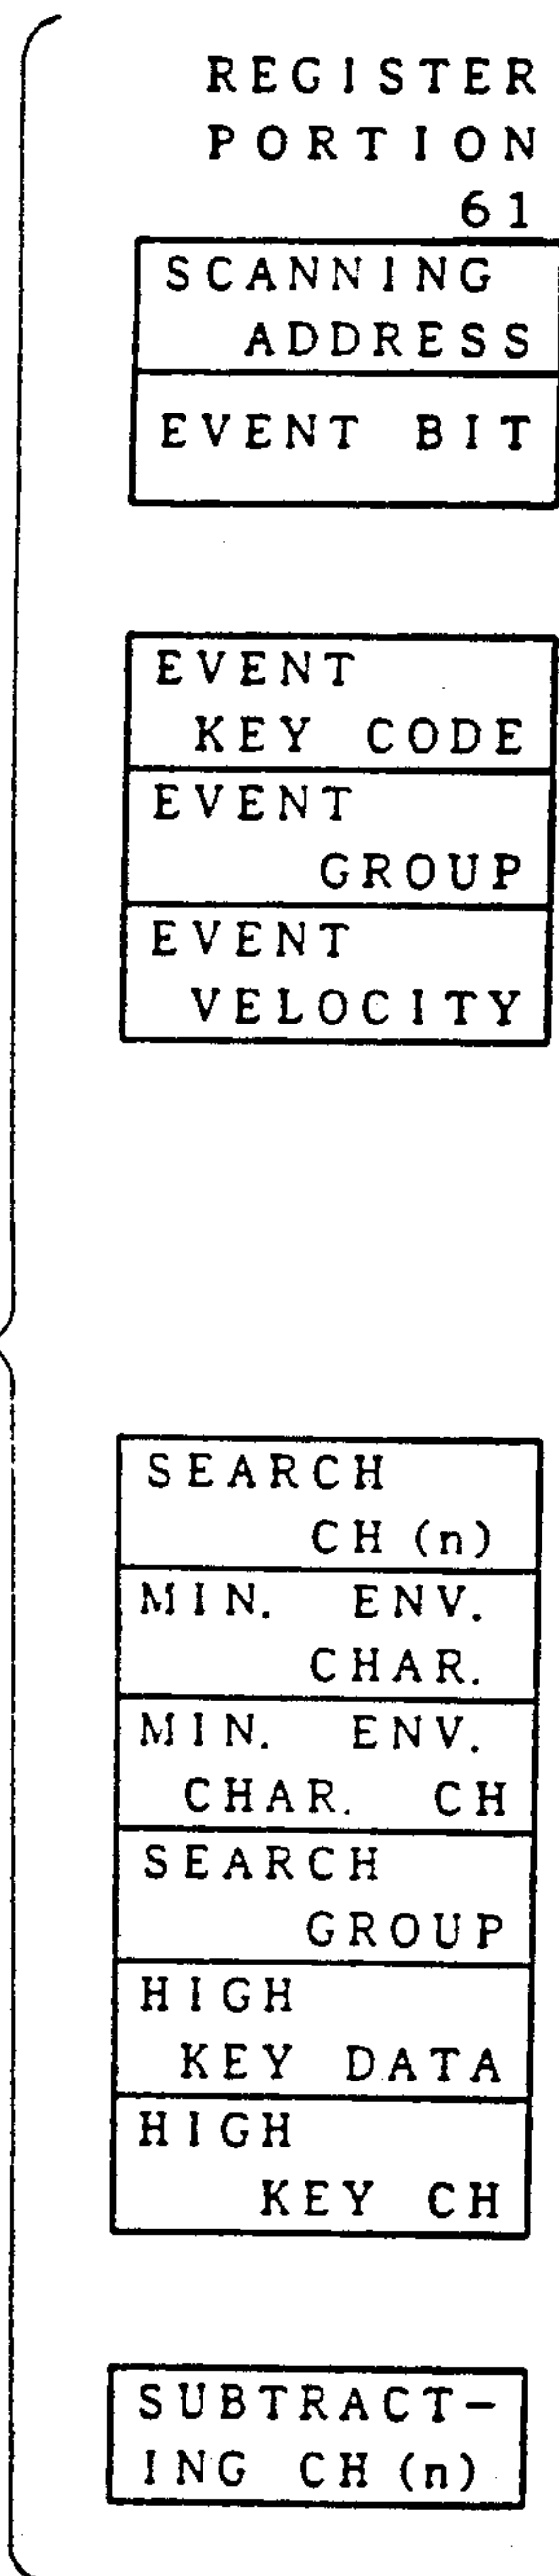 REGISTER
PORTION
61
SCANNING
ADDRESS
EVENT BIT
EVENT
KEY CODE
EVENT
GROUP
EVENT
VELOCITY
SEARCH
CH (n)
MIN. ENV.
CHAR.
MIN. ENV.
CHAR. CH
SEARCH
GROUP
HIGH
KEY DATA
HIGH
KEY CH
SUBTRACT-
ING CH (n)